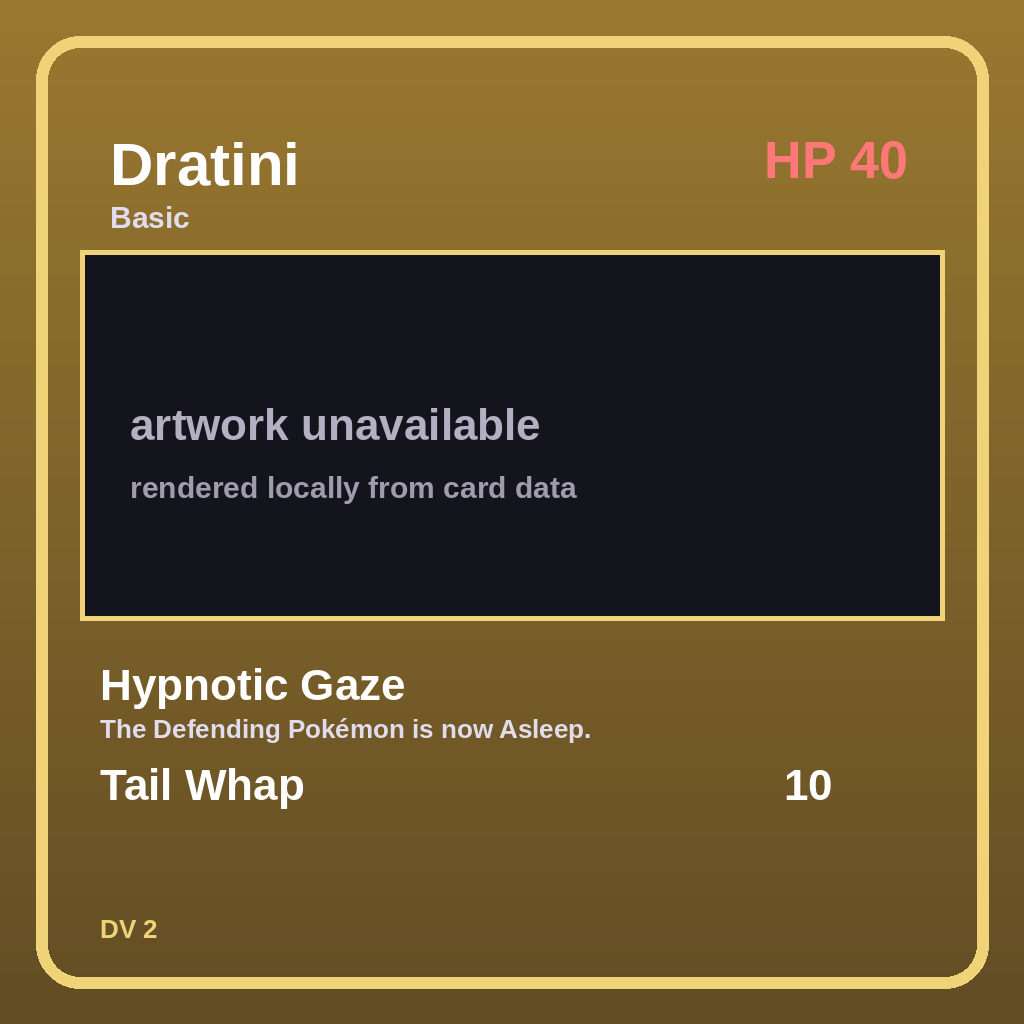 Dratini
HP 40
Basic
artwork unavailable
rendered locally from card data
Hypnotic Gaze
The Defending Pokémon is now Asleep.
Tail Whap 10
DV 2